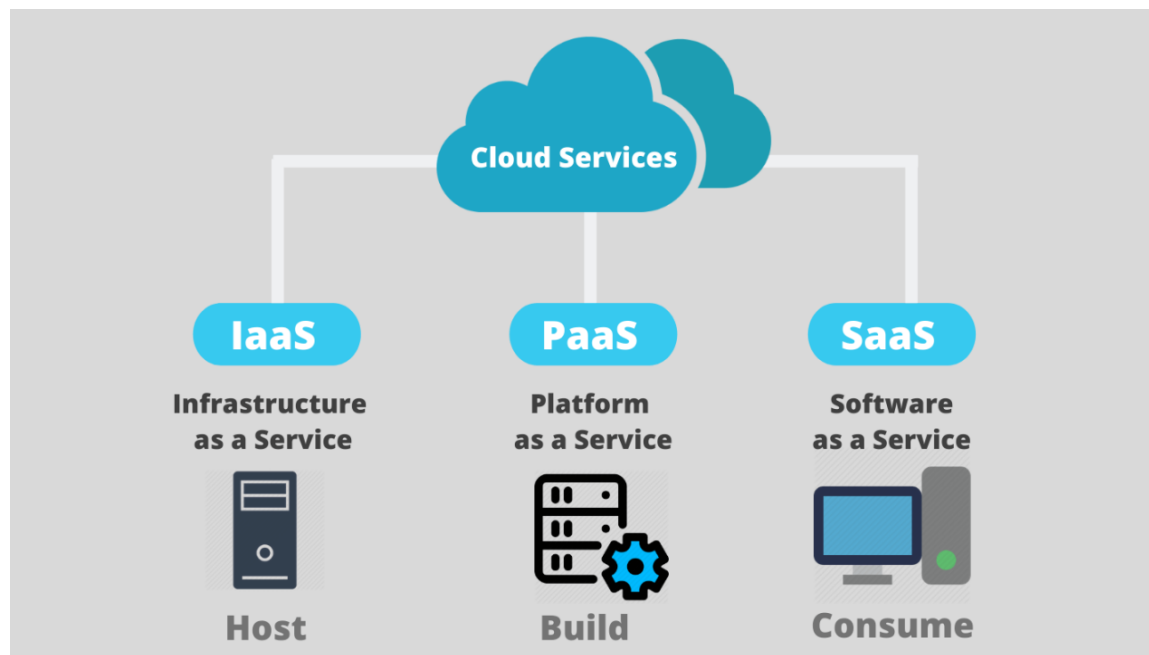 Cloud Services
IaaS
Infrastructure
as a Service
Host
PaaS
Platform
as a Service
Build
SaaS
Software
as a Service
Consume